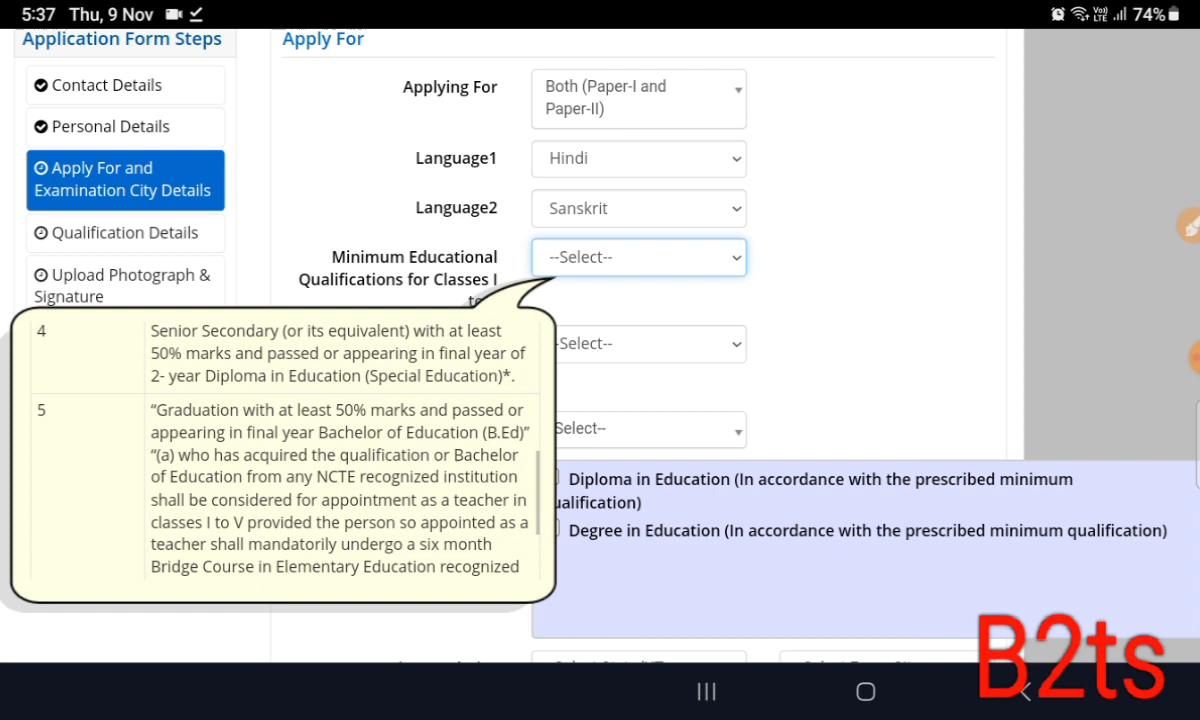 5:37 Thu, 9 Nov
74%
Application Form Steps
Contact Details
Personal Details
Apply For and
Examination City Details
Qualification Details
Upload Photograph &
Signature
Apply For
Applying For
Both (Paper-I and
Paper-II)
Language1
Hindi
Language2
Sanskrit
Minimum Educational
Qualifications for Classes I
--Select--
4
Senior Secondary (or its equivalent) with at least
50% marks and passed or appearing in final year of
2- year Diploma in Education (Special Education)*.
5
“Graduation with at least 50% marks and passed or
appearing in final year Bachelor of Education (B.Ed)”
“(a) who has acquired the qualification or Bachelor
of Education from any NCTE recognized institution
shall be considered for appointment as a teacher in
classes I to V provided the person so appointed as a
teacher shall mandatorily undergo a six month
Bridge Course in Elementary Education recognized
-Select--
Select--
Diploma in Education (In accordance with the prescribed minimum
ualification)
Degree in Education (In accordance with the prescribed minimum qualification)
B2ts